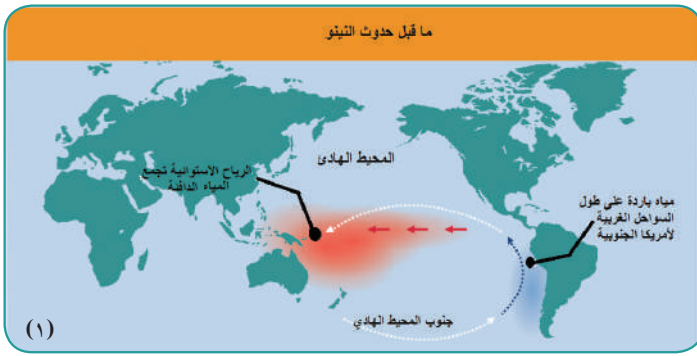 ما قبل حدوث النينو
المحيط الهادئ
الرياح الاستوائية تجمع
المياه الدافئة
مياه باردة على طول
السواحل الغربية
لأمريكا الجنوبية
جنوب المحيط الهادي
(١)